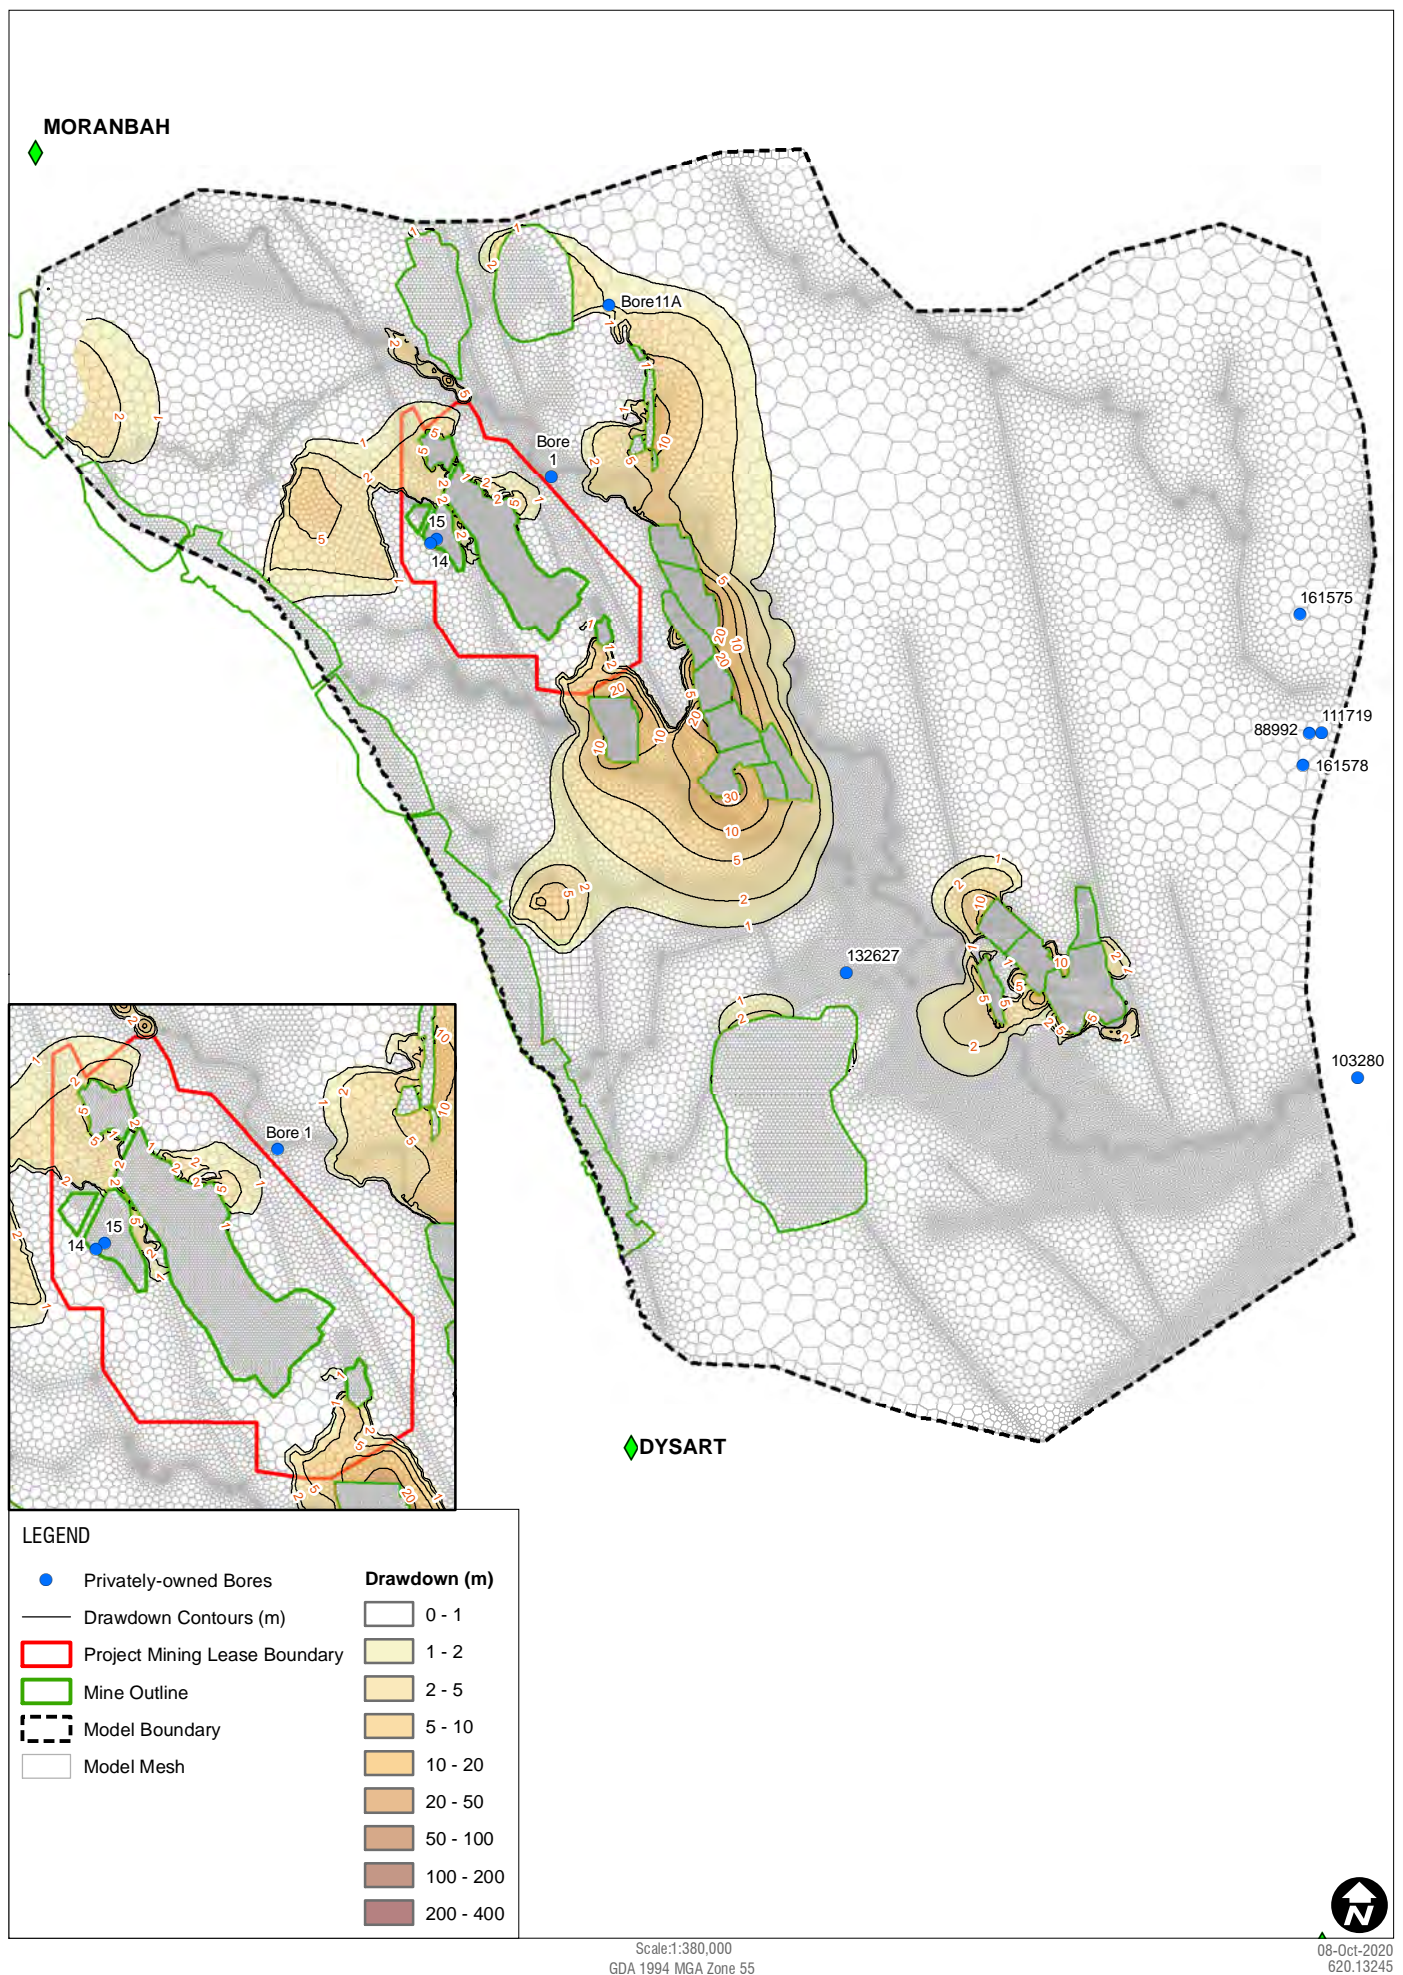 MORANBAH
Bore11A
Bore
1
15
14
161575
111719
88992
161578
132627
103280
Bore 1
15
14
DYSART
LEGEND
Privately-owned Bores
Drawdown Contours (m)
Project Mining Lease Boundary
Mine Outline
Model Boundary
Model Mesh
Drawdown (m)
0 - 1
1 - 2
2 - 5
5 - 10
10 - 20
20 - 50
50 - 100
100 - 200
200 - 400
N
Scale:1:380,000
GDA 1994 MGA Zone 55
08-Oct-2020
620.13245